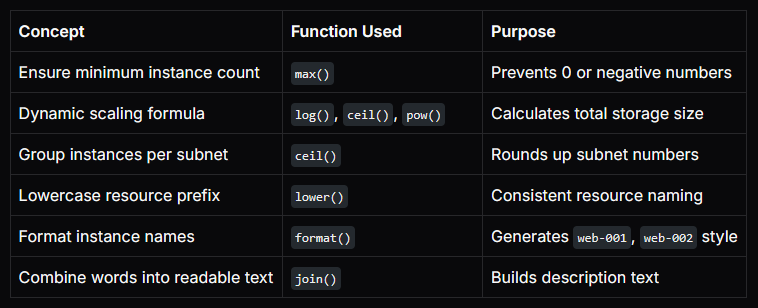 Concept Function Used Purpose
Ensure minimum instance count max() Prevents 0 or negative numbers
Dynamic scaling formula log(), ceil(), pow() Calculates total storage size
Group instances per subnet ceil() Rounds up subnet numbers
Lowercase resource prefix lower() Consistent resource naming
Format instance names format() Generates web-001, web-002 style
Combine words into readable text join() Builds description text